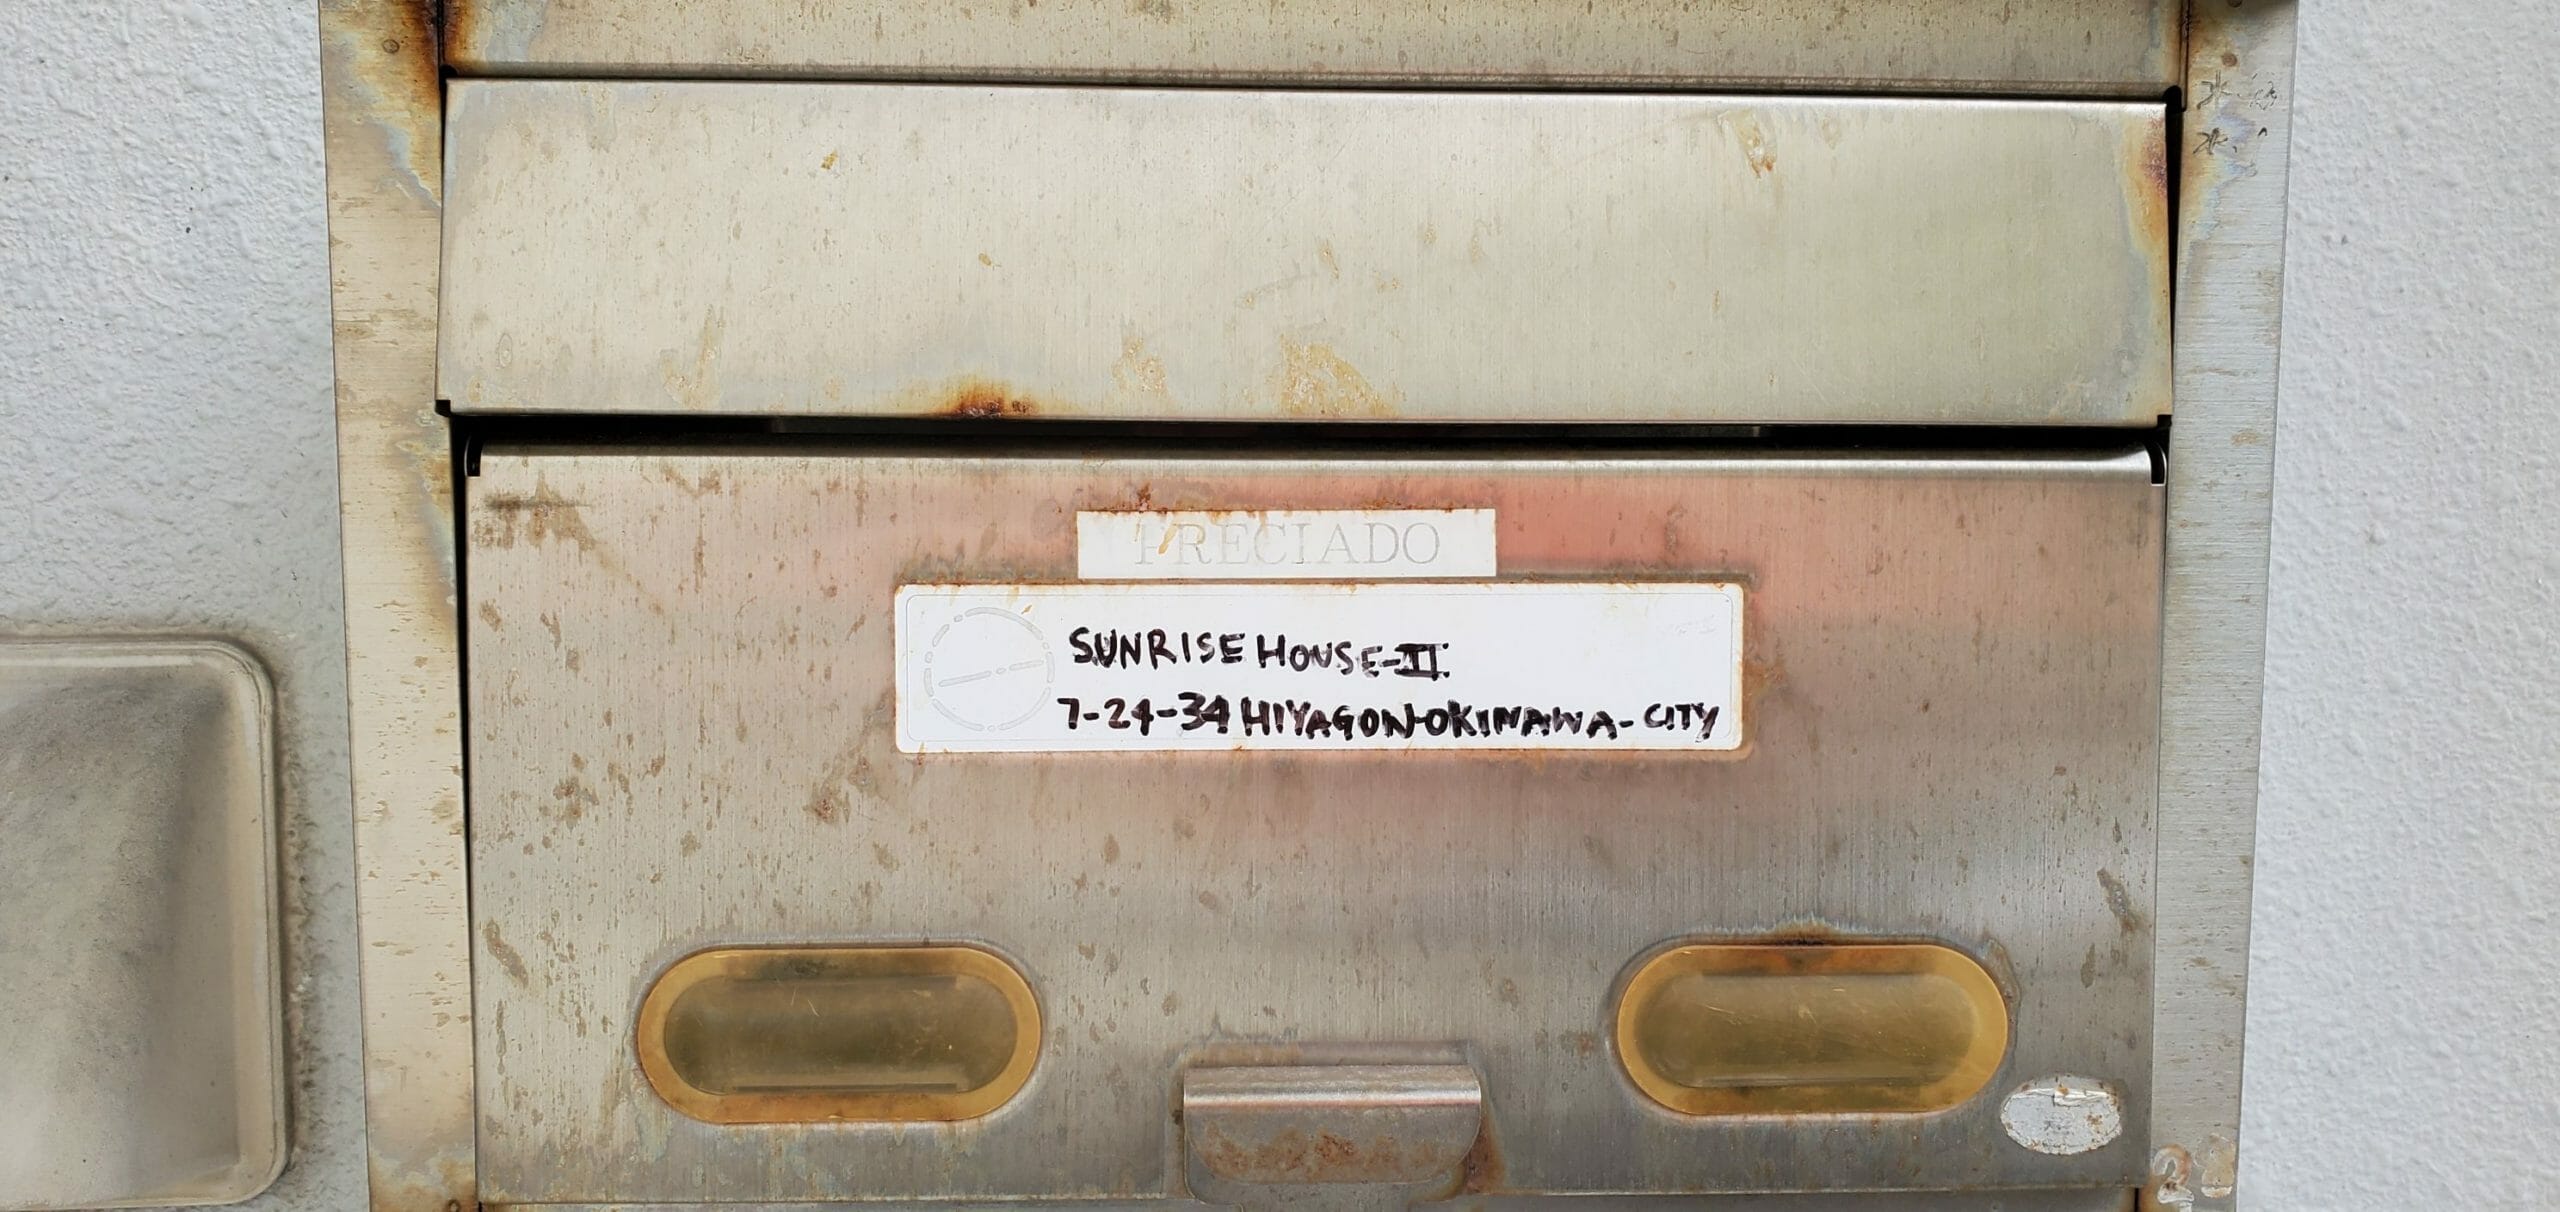 PRECIADO
SUNRISE HOUSE-II
7-24-34 HIYAGON-OKINAWA-CITY